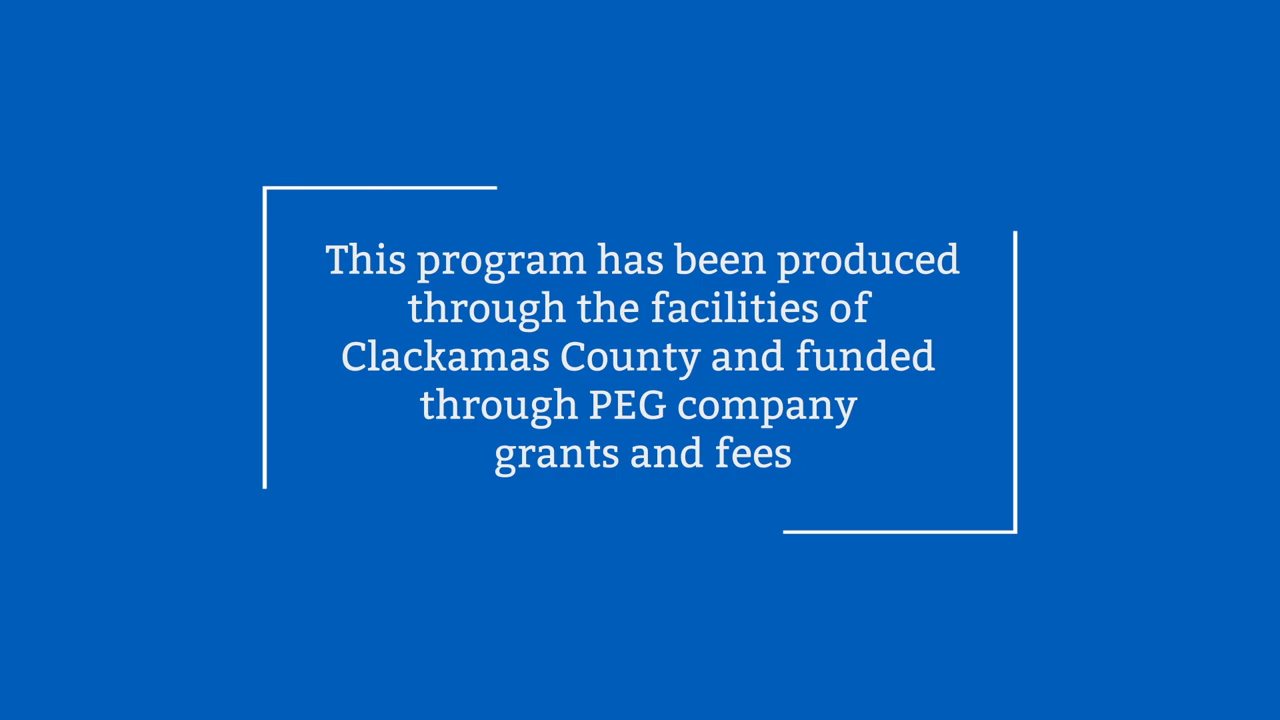 This program has been produced
through the facilities of
Clackamas County and funded
through PEG company
grants and fees